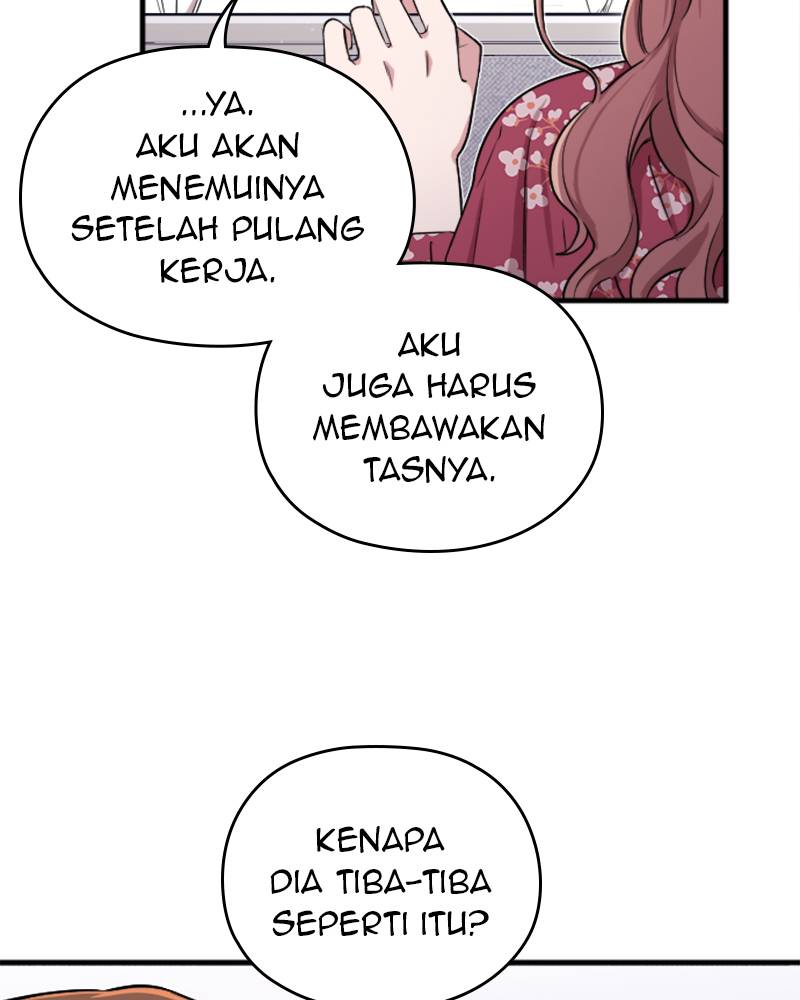 ...YA.
AKU AKAN
MENEMUINYA
SETELAH PULANG
KERJA.
AKU
JUGA HARUS
MEMBAWAKAN
TASNYA.
KENAPA
DIA TIBA-TIBA
SEPERTI ITU?